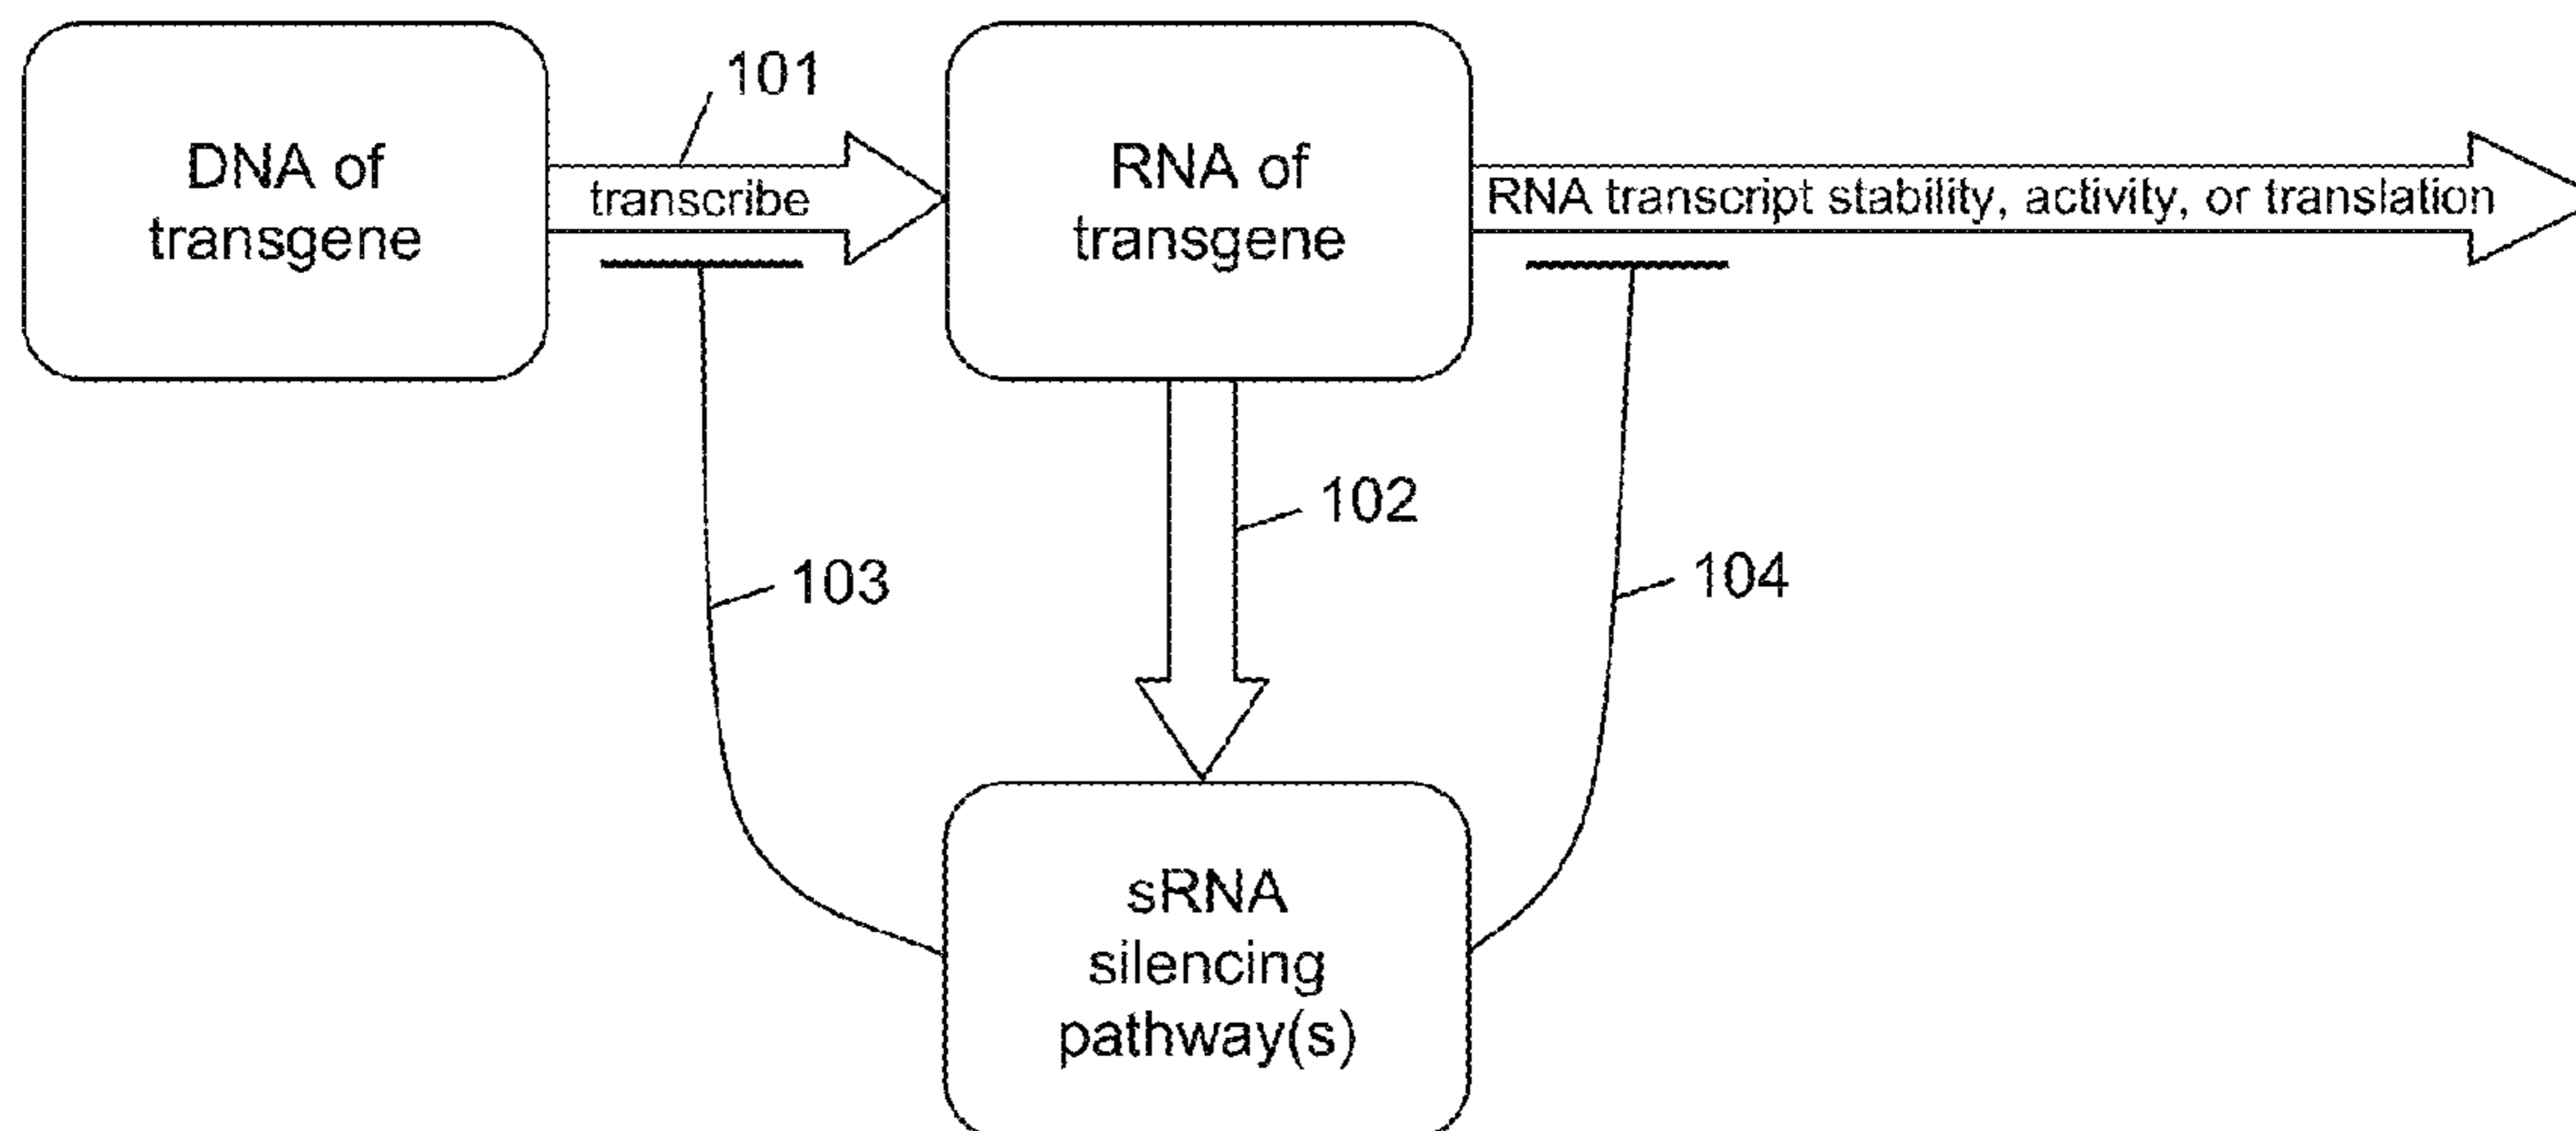 101
DNA of
transgene
transcribe
RNA of
transgene
RNA transcript stability, activity, or translation
102
103
104
sRNA
silencing
pathway(s)